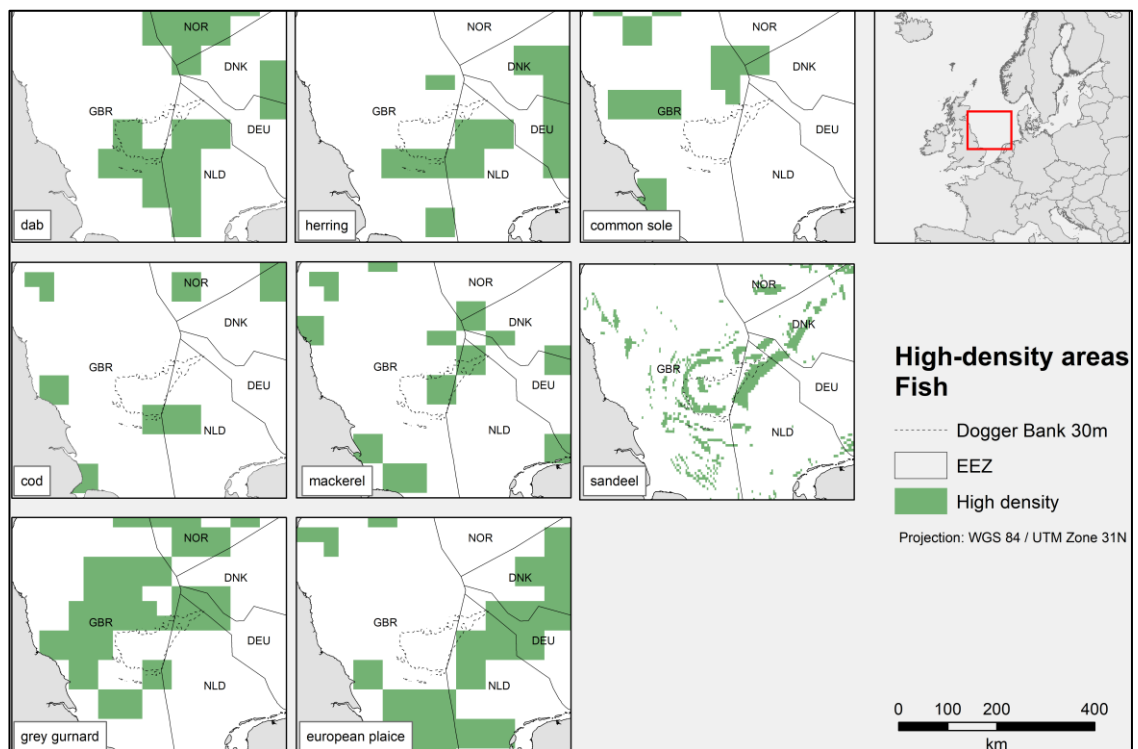 NOR
DNK
GBR
DEU
NLD
dab
NOR
DNK
GBR
DEU
NLD
herring
NOR
DNK
GBR
DEU
NLD
common sole
NOR
DNK
GBR
DEU
NLD
cod
NOR
DNK
GBR
DEU
NLD
mackerel
NOR
DNK
GBR
DEU
NLD
sandeel
NOR
DNK
GBR
DEU
NLD
grey gurnard
NOR
DNK
GBR
DEU
NLD
european plaice
High-density areas
Fish
Dogger Bank 30m
EEZ
High density
Projection: WGS 84 / UTM Zone 31N
0 100 200 400
km